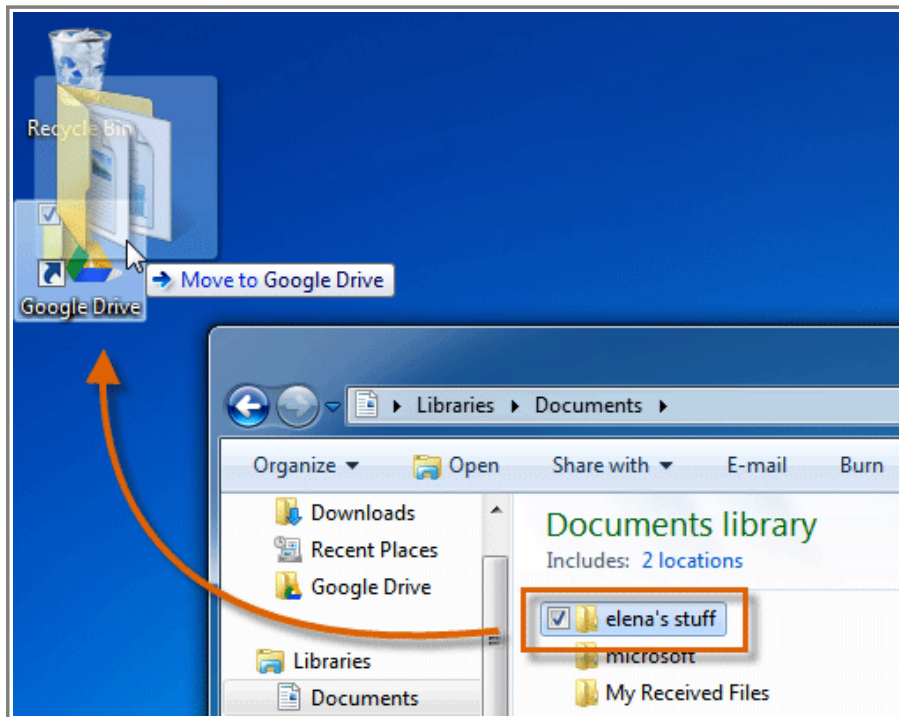 Recycle Bin
Move to Google Drive
Google Drive
Libraries Documents
Organize Open Share with E-mail Burn
Downloads
Recent Places
Google Drive
Libraries
Documents
Documents library
Includes: 2 locations
elena's stuff
microsoft
My Received Files